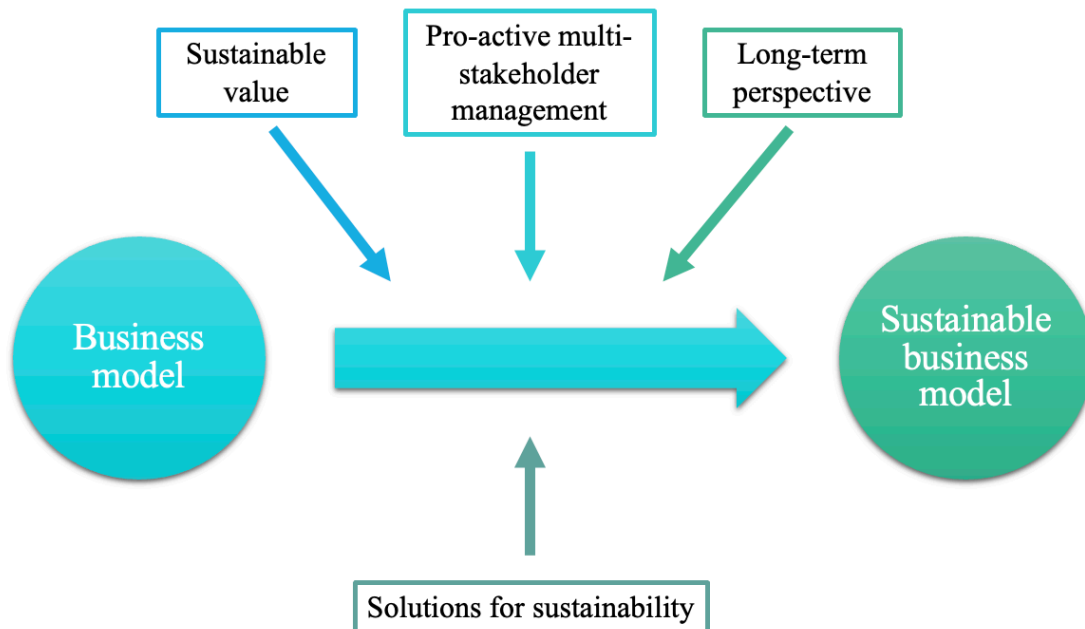 Sustainable
value
Pro-active multi-
stakeholder
management
Long-term
perspective
Business
model
Sustainable
business
model
Solutions for sustainability